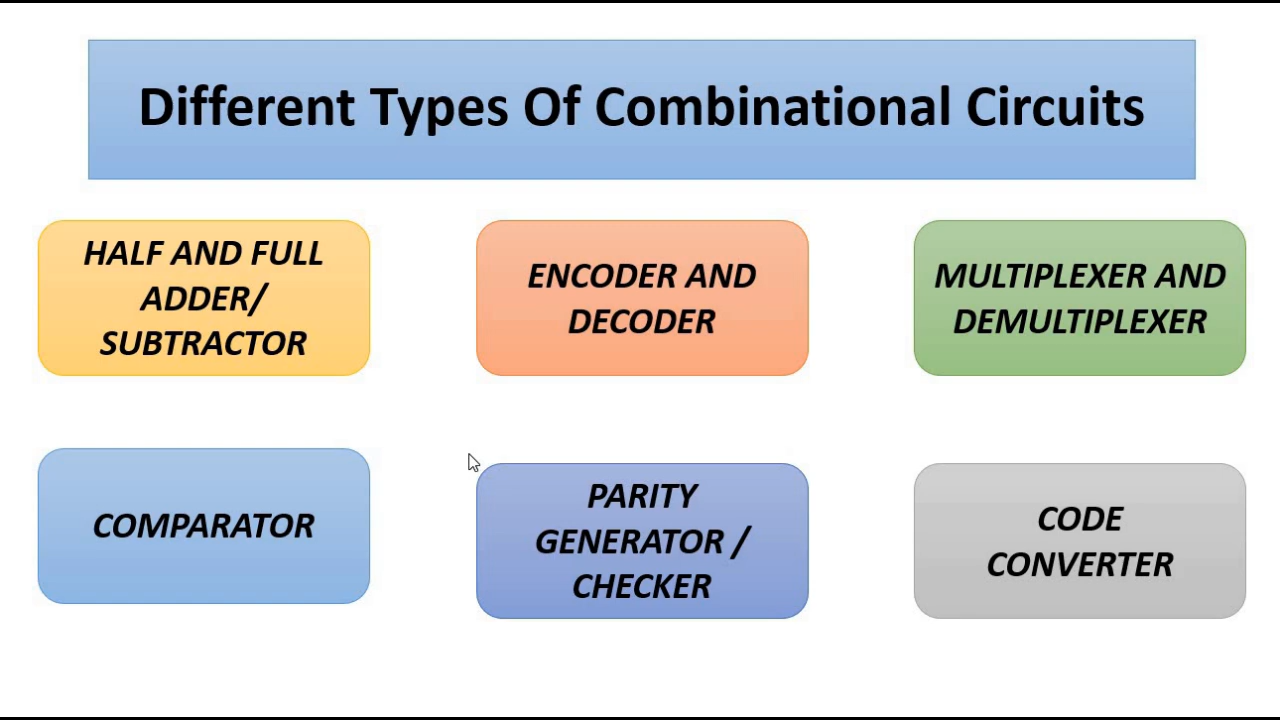 Different Types Of Combinational Circuits
HALF AND FULL
ADDER/
SUBTRACTOR
ENCODER AND
DECODER
MULTIPLEXER AND
DEMULTIPLEXER
COMPARATOR
PARITY
GENERATOR /
CHECKER
CODE
CONVERTER